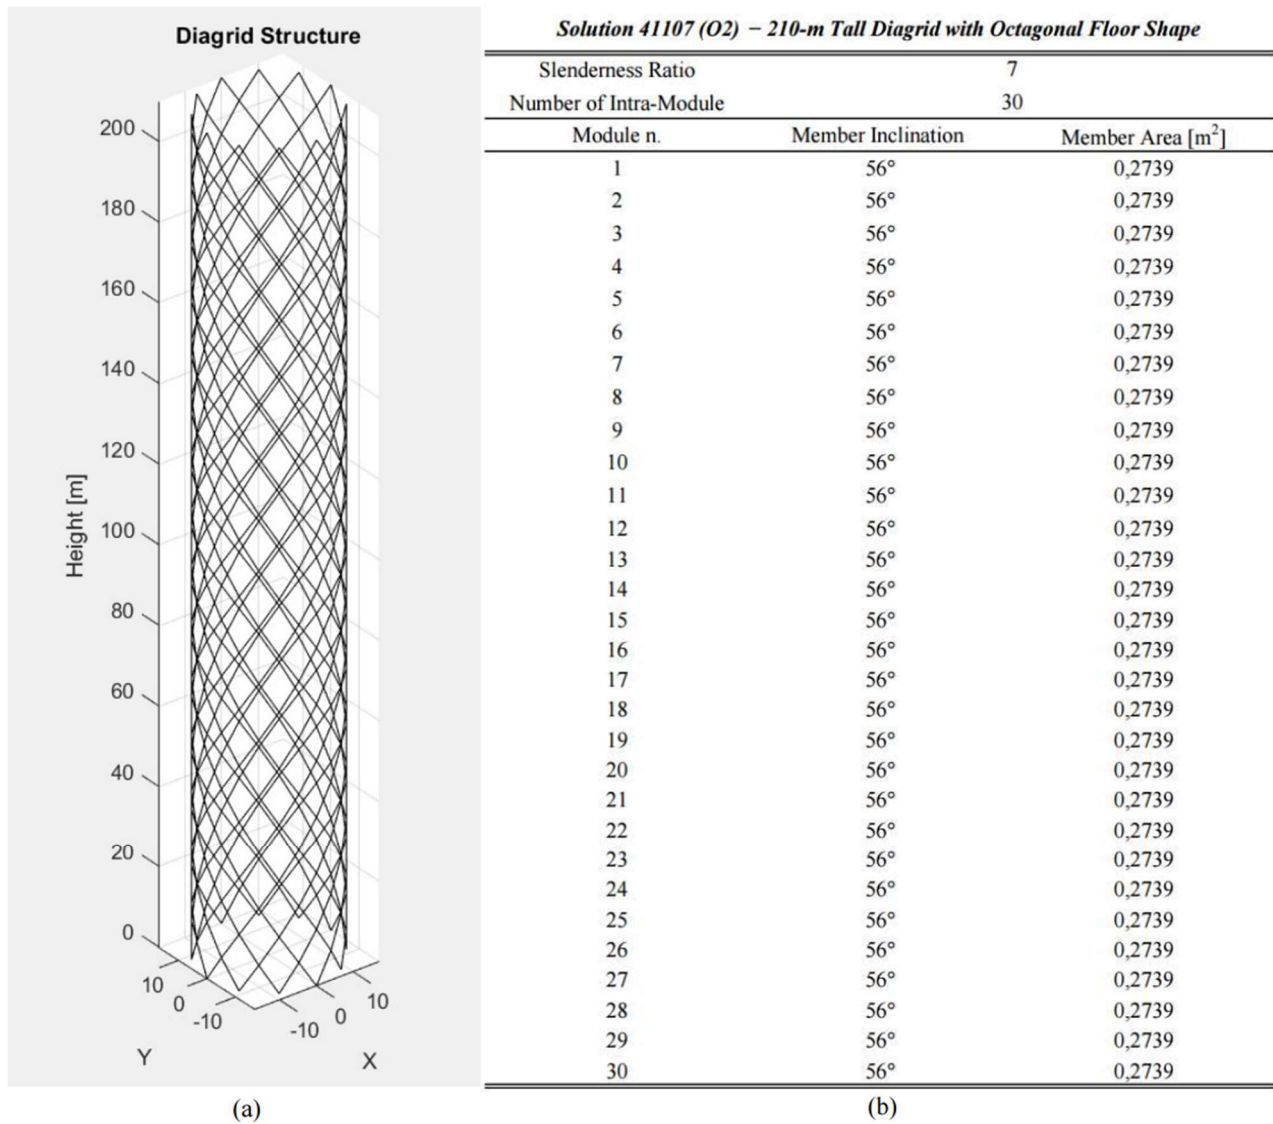 Diagrid Structure
200
180
160
140
120
100
80
60
40
20
0
Height [m]
10
0
-10
Y
-10
0
10
X
(a)
Solution 41107 (O2) − 210-m Tall Diagrid with Octagonal Floor Shape
Slenderness Ratio 7
Number of Intra-Module 30
Module n. Member Inclination Member Area [m²]
1 56° 0,2739
2 56° 0,2739
3 56° 0,2739
4 56° 0,2739
5 56° 0,2739
6 56° 0,2739
7 56° 0,2739
8 56° 0,2739
9 56° 0,2739
10 56° 0,2739
11 56° 0,2739
12 56° 0,2739
13 56° 0,2739
14 56° 0,2739
15 56° 0,2739
16 56° 0,2739
17 56° 0,2739
18 56° 0,2739
19 56° 0,2739
20 56° 0,2739
21 56° 0,2739
22 56° 0,2739
23 56° 0,2739
24 56° 0,2739
25 56° 0,2739
26 56° 0,2739
27 56° 0,2739
28 56° 0,2739
29 56° 0,2739
30 56° 0,2739
(b)